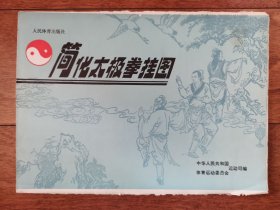 人民体育出版社
简化太极拳挂图
中华人民共和国
体育运动委员会
运动司编